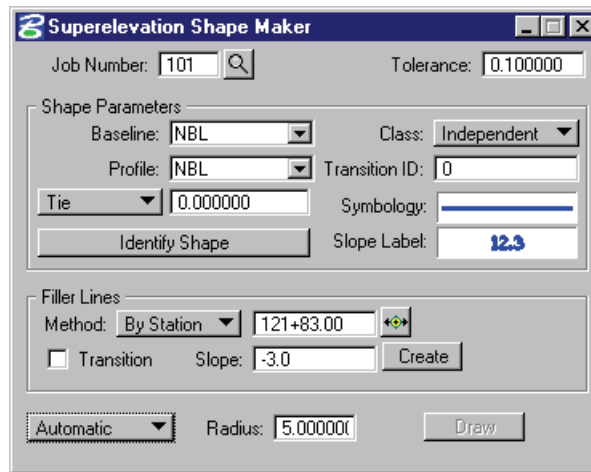 Superelevation Shape Maker
Job Number: 101 Tolerance: 0.100000
Shape Parameters
Baseline: NBL Class: Independent
Profile: NBL Transition ID: 0
Tie 0.000000 Symbology:
Identify Shape Slope Label: 12.3
Filler Lines
Method: By Station 121+83.00
Transition Slope: -3.0 Create
Automatic Radius: 5.000000 Draw